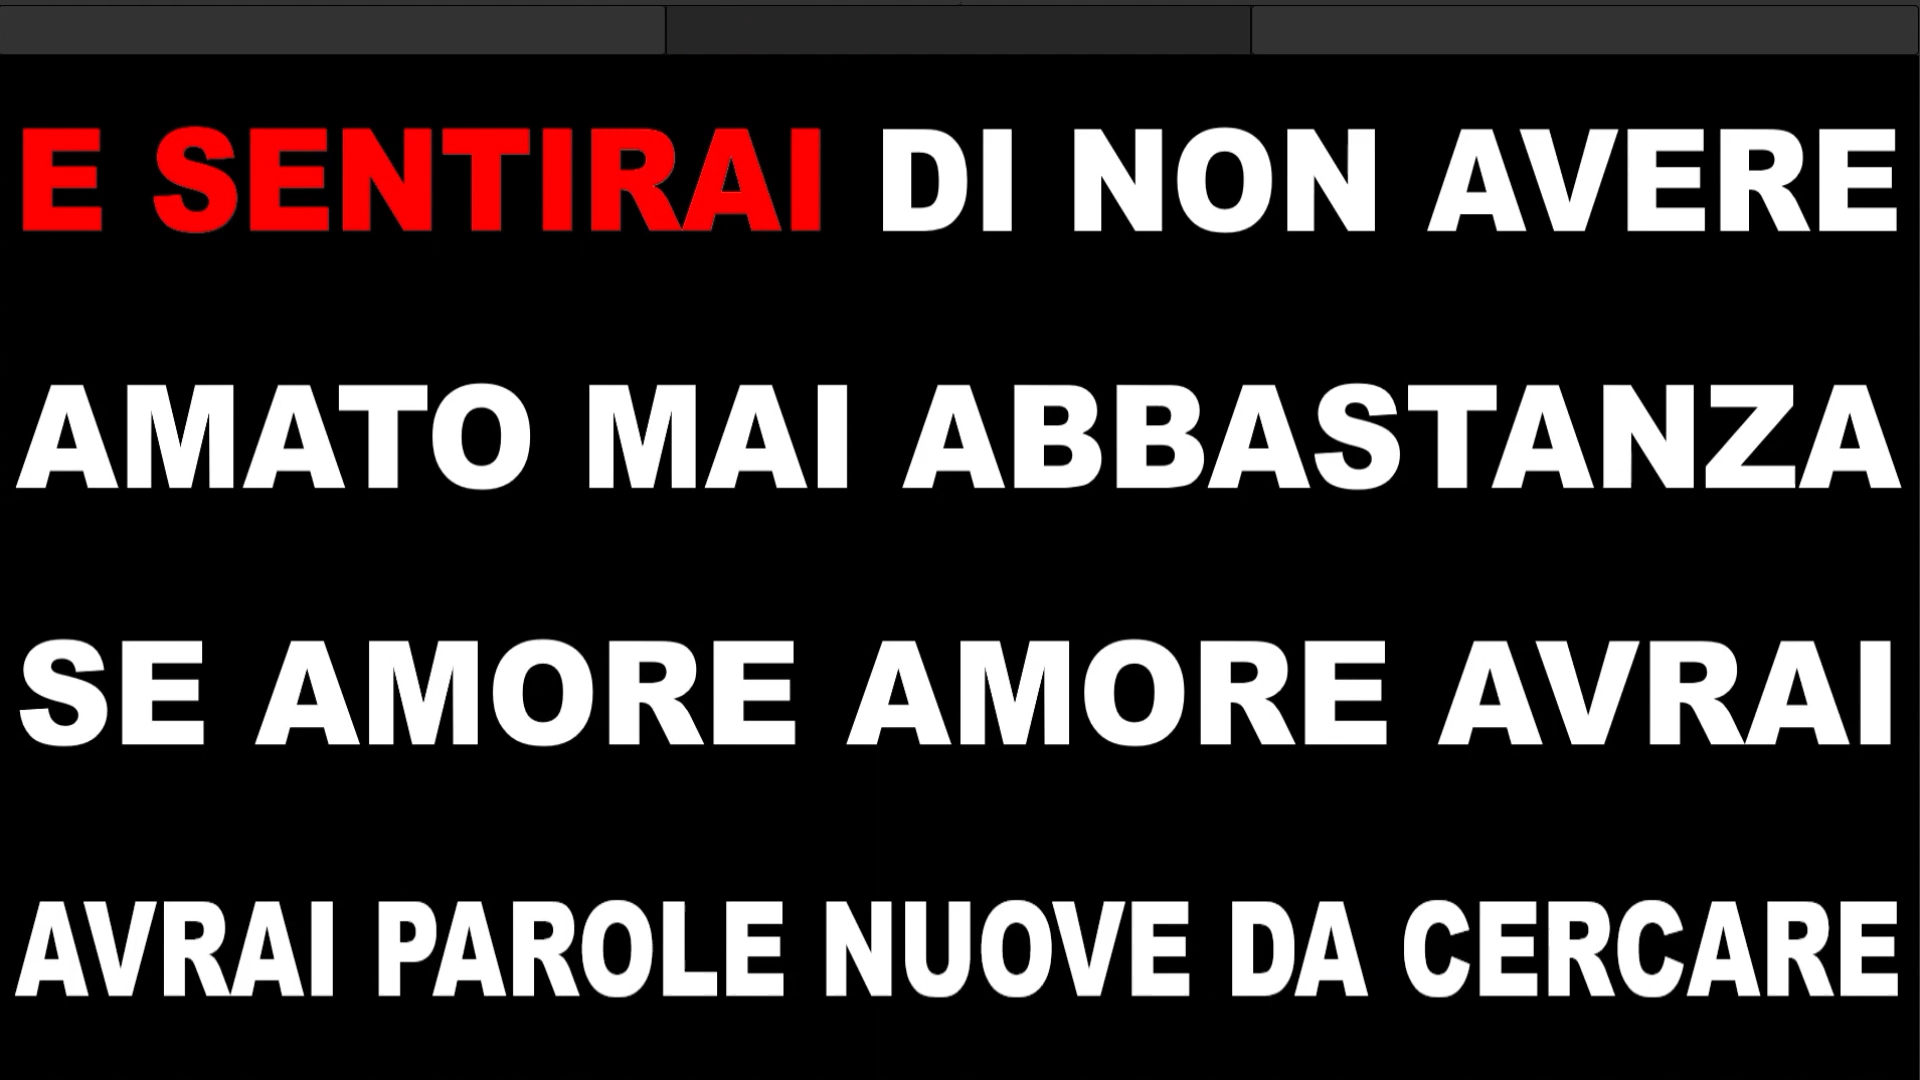 E SENTIRAI DI NON AVERE
AMATO MAI ABBASTANZA
SE AMORE AMORE AVRAI
AVRAI PAROLE NUOVE DA CERCARE